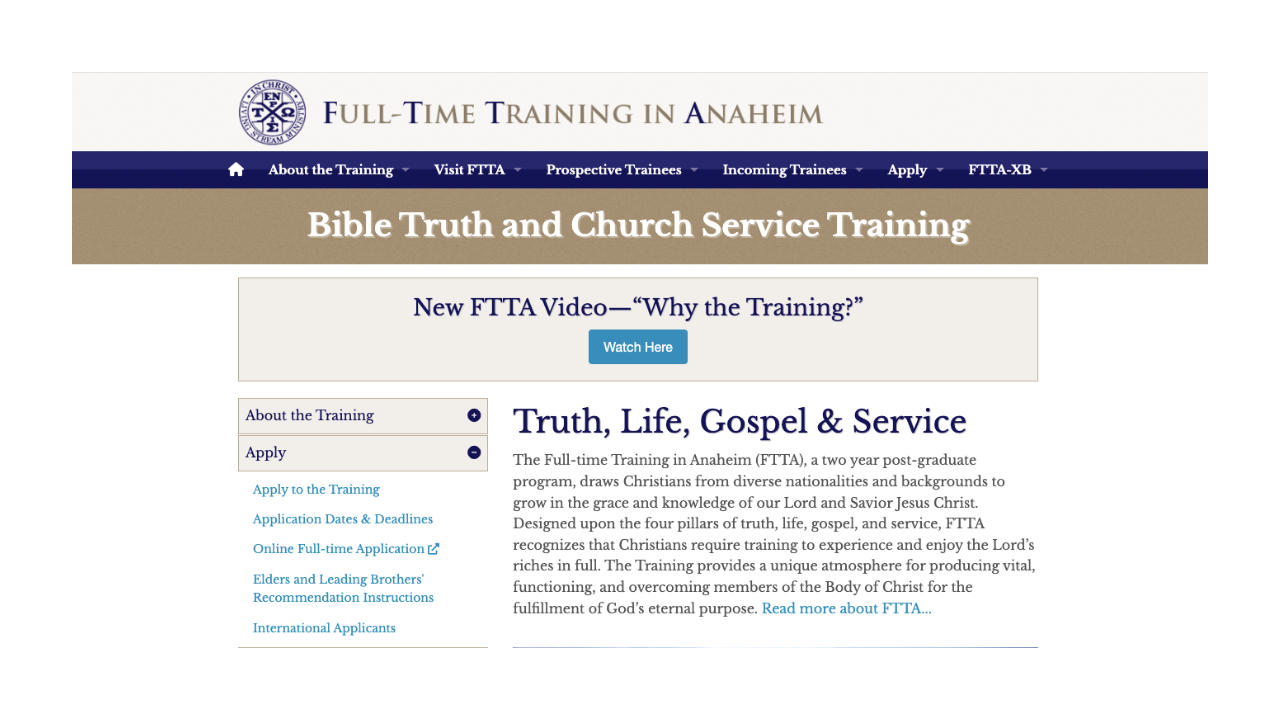 IN CHRIST
LIVING STREAM MINISTRY
FULL-TIME TRAINING IN ANAHEIM
About the Training
Visit FTTA
Prospective Trainees
Incoming Trainees
Apply
FTTA-XB
Bible Truth and Church Service Training
New FTTA Video—“Why the Training?”
Watch Here
About the Training
Apply
Apply to the Training
Application Dates & Deadlines
Online Full-time Application
Elders and Leading Brothers'
Recommendation Instructions
International Applicants
Truth, Life, Gospel & Service
The Full-time Training in Anaheim (FTTA), a two year post-graduate
program, draws Christians from diverse nationalities and backgrounds to
grow in the grace and knowledge of our Lord and Savior Jesus Christ.
Designed upon the four pillars of truth, life, gospel, and service, FTTA
recognizes that Christians require training to experience and enjoy the Lord’s
riches in full. The Training provides a unique atmosphere for producing vital,
functioning, and overcoming members of the Body of Christ for the
fulfillment of God’s eternal purpose. Read more about FTTA...